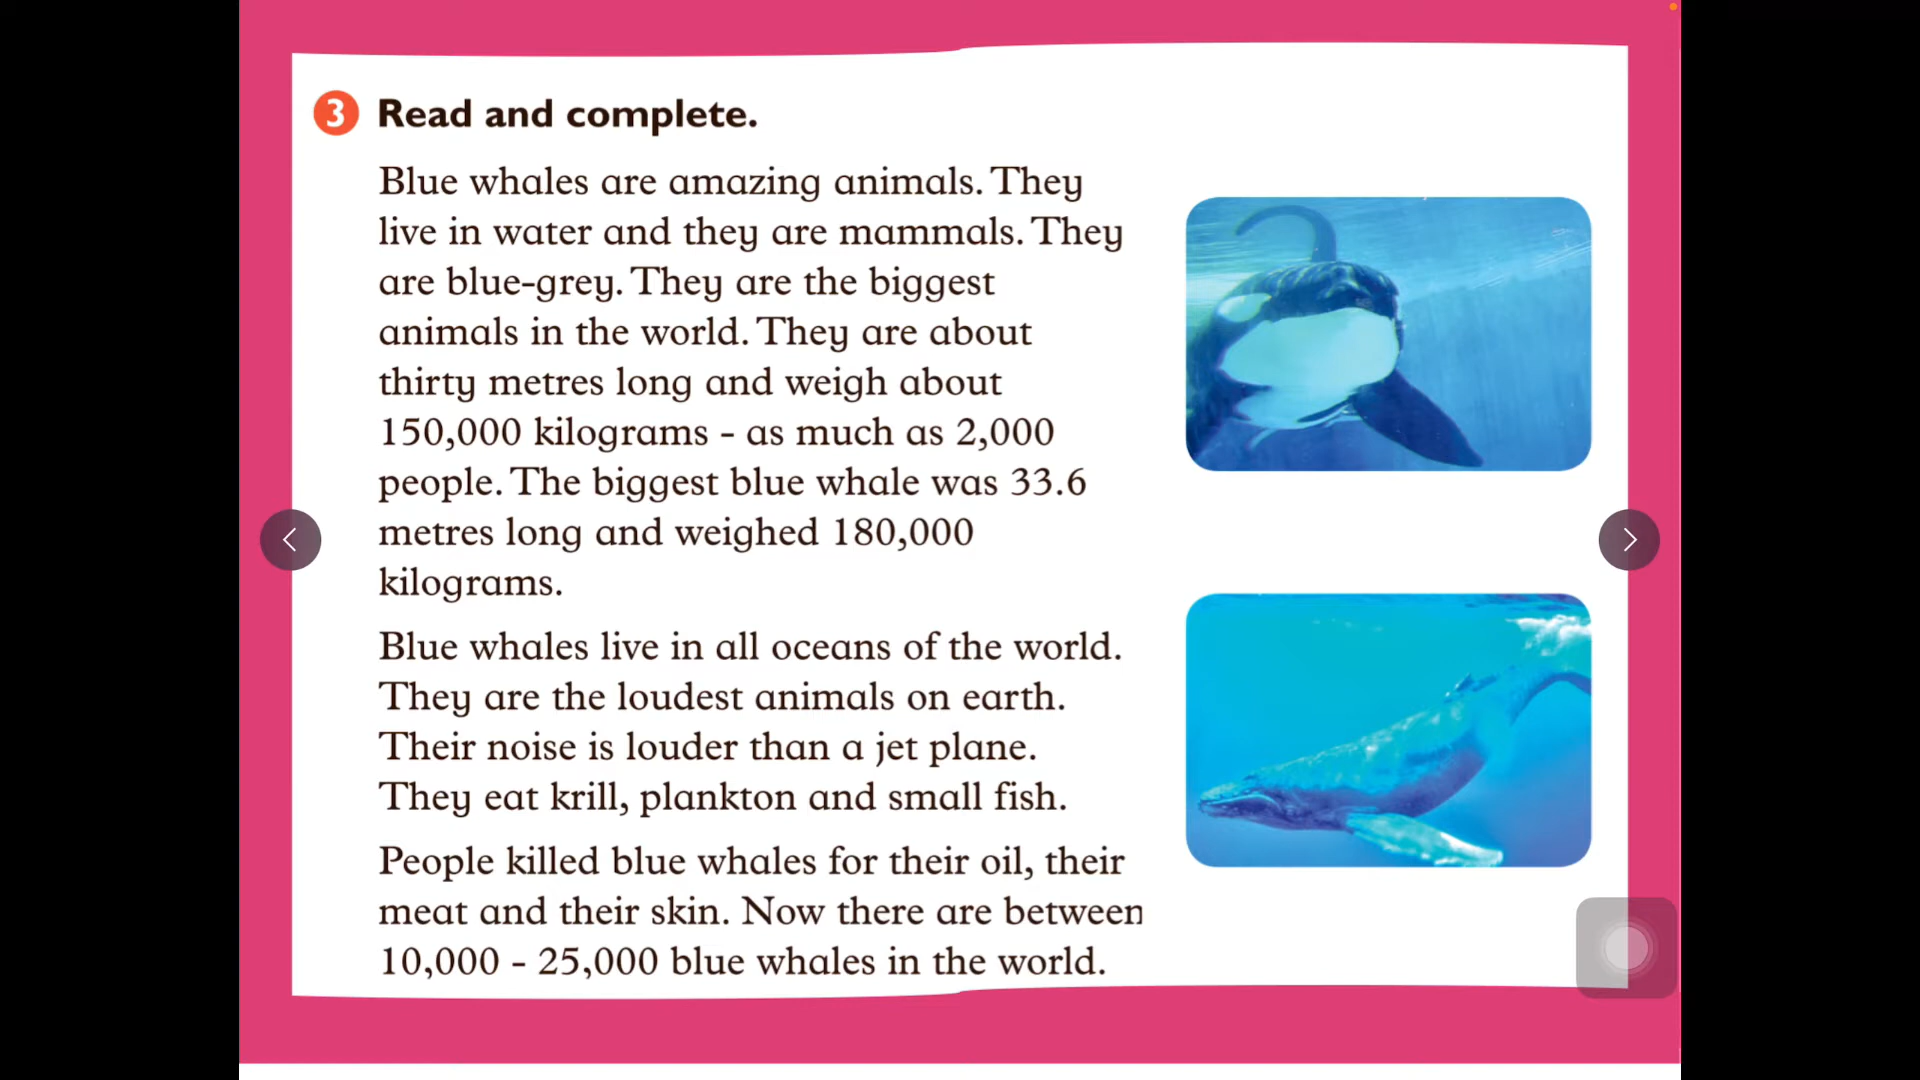 3 Read and complete.
Blue whales are amazing animals. They
live in water and they are mammals. They
are blue-grey. They are the biggest
animals in the world. They are about
thirty metres long and weigh about
150,000 kilograms - as much as 2,000
people. The biggest blue whale was 33.6
metres long and weighed 180,000
kilograms.
Blue whales live in all oceans of the world.
They are the loudest animals on earth.
Their noise is louder than a jet plane.
They eat krill, plankton and small fish.
People killed blue whales for their oil, their
meat and their skin. Now there are between
10,000 - 25,000 blue whales in the world.